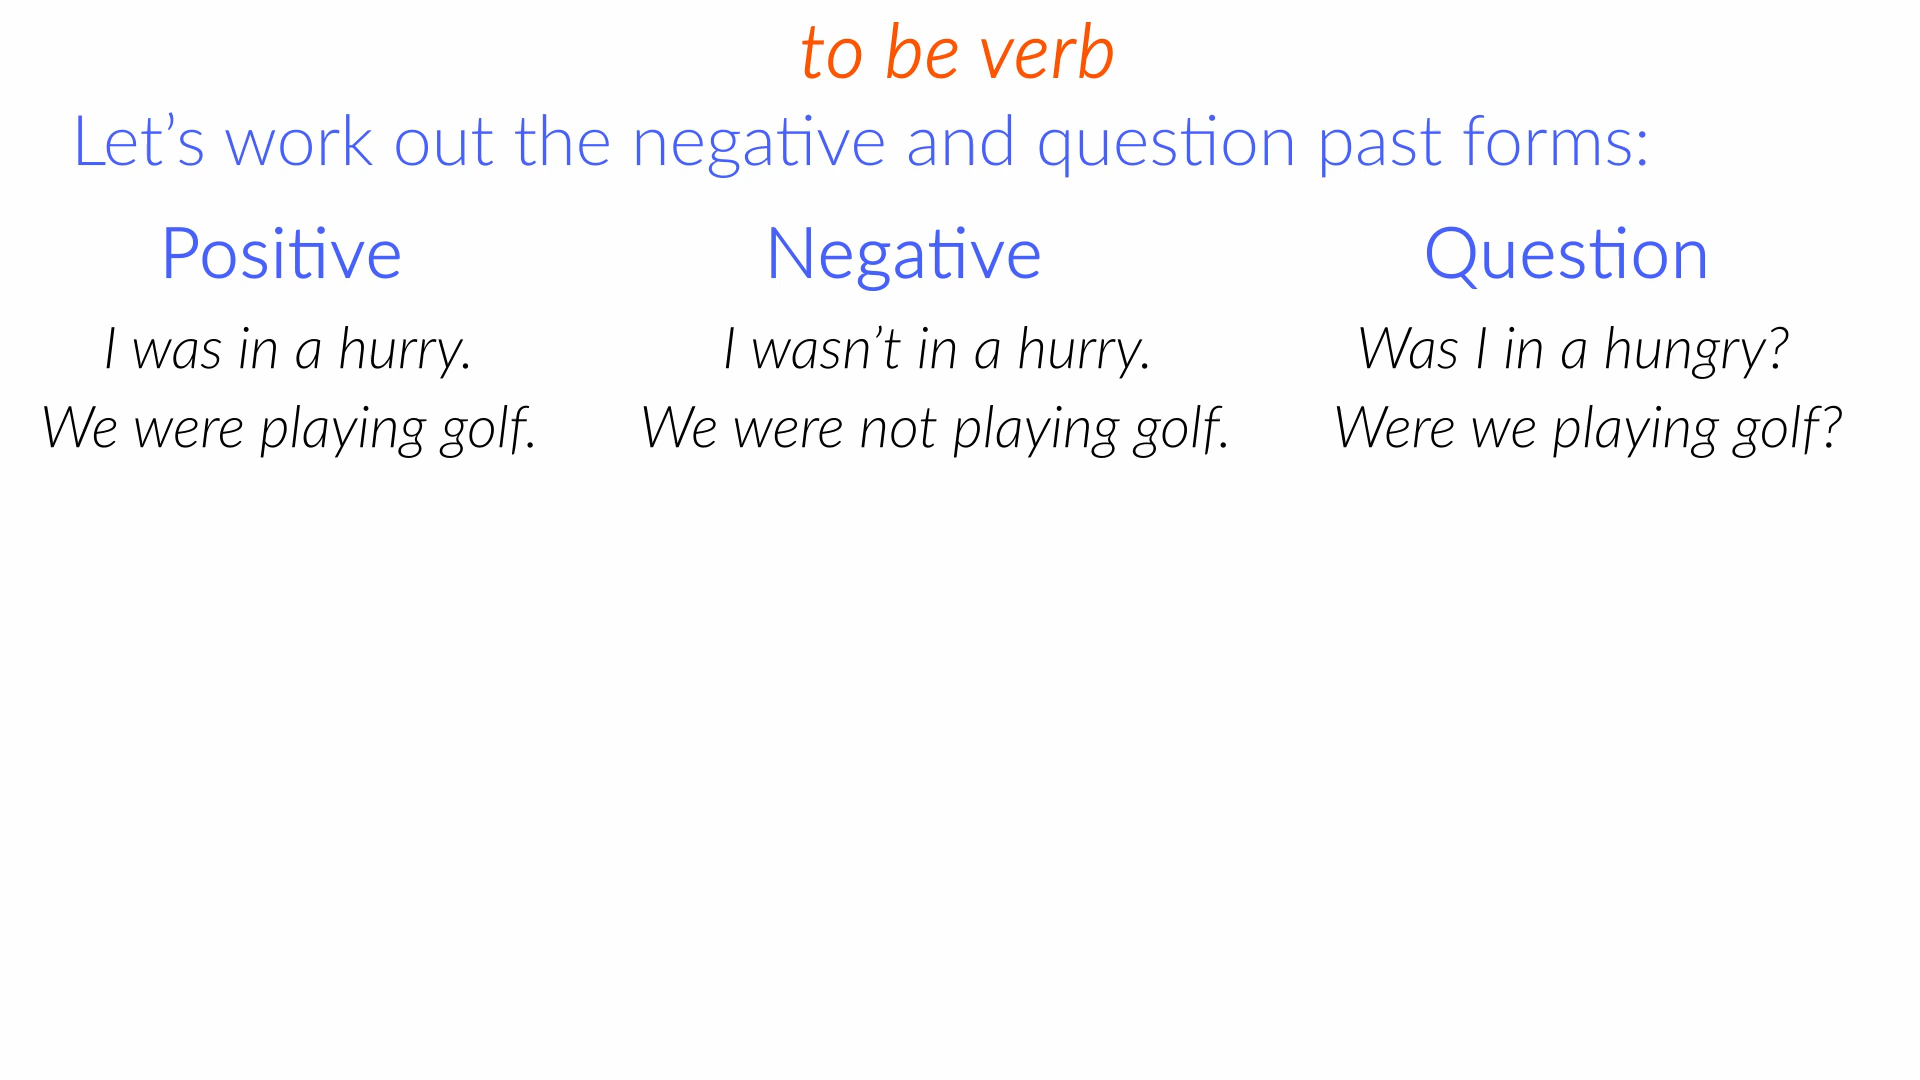 to be verb
Let’s work out the negative and question past forms:
Positive Negative Question
I was in a hurry. I wasn’t in a hurry. Was I in a hungry?
We were playing golf. We were not playing golf. Were we playing golf?